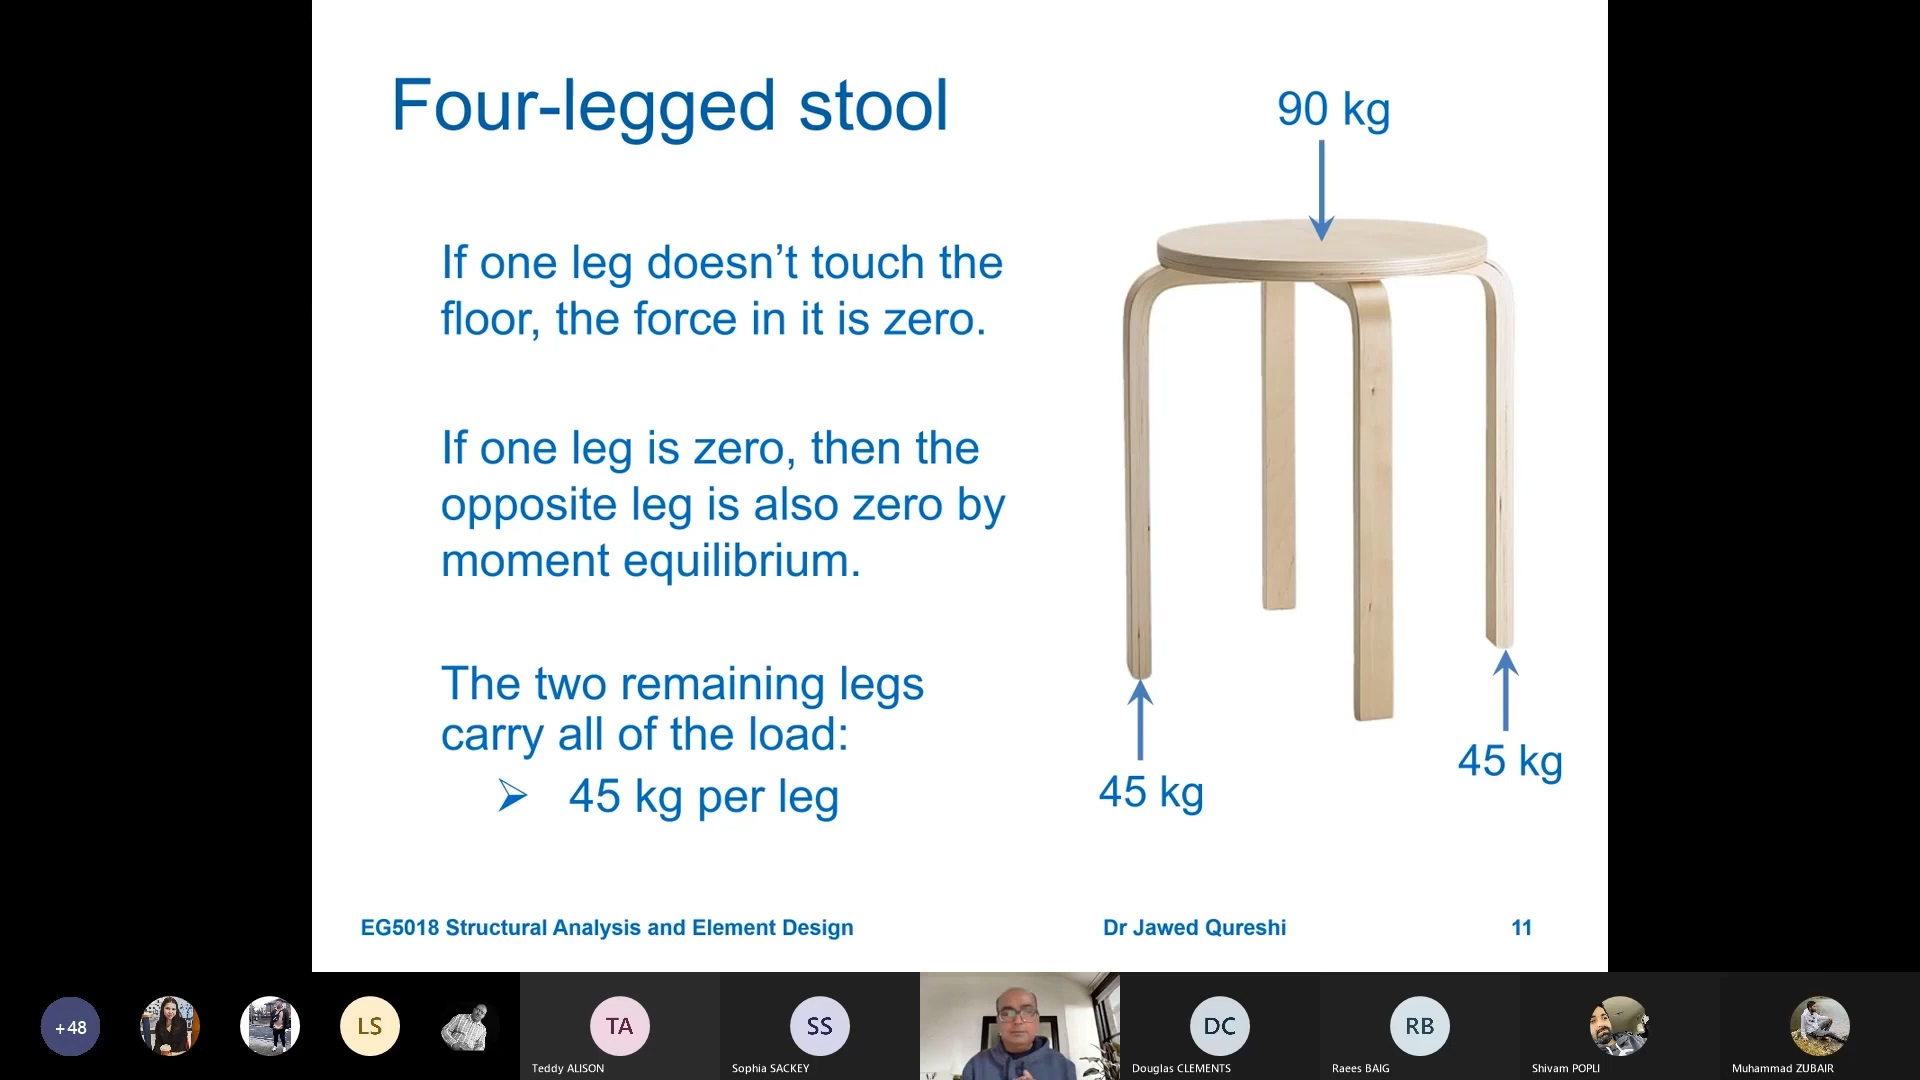 Four-legged stool
90 kg
If one leg doesn’t touch the
floor, the force in it is zero.
If one leg is zero, then the
opposite leg is also zero by
moment equilibrium.
The two remaining legs
carry all of the load:
➢ 45 kg per leg
45 kg
45 kg
EG5018 Structural Analysis and Element Design
Dr Jawed Qureshi
11
+48
LS
TA
Teddy ALISON
SS
Sophia SACKEY
DC
Douglas CLEMENTS
RB
Raees BAIG
Shivam POPLI
Muhammad ZUBAIR